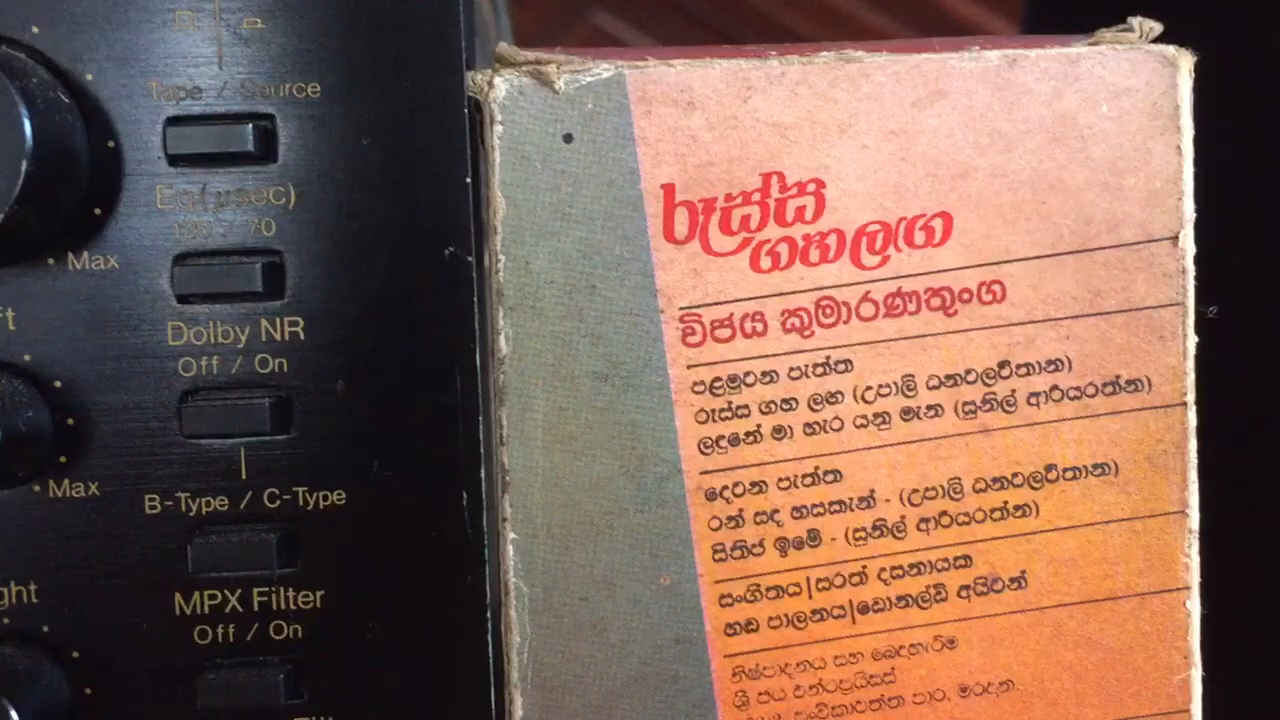 Tape / Source
Eq(µsec)
120 / 70
Max
Dolby NR
Off / On
Max
B-Type / C-Type
MPX Filter
Off / On
රූස්ස
ගහලඟ
විජය කුමාරණතුංග
පළමුවන පැත්ත
රූස්ස ගහ ලඟ (උපාලි ධනවලවිතාන)
ලඳුනේ මා හැර යනු මැන (සුනිල් ආරියරත්න)
දෙවන පැත්ත
රන් සඳ හසකැන් - (උපාලි ධනවලවිතාන)
සිතිජ ඉමේ - (සුනිල් ආරියරත්න)
සංගීතය|සරත් දසනායක
හඬ පාලනය|ඩොනල්ඩ් අයිවන්
නිෂ්පාදනය සහ බෙදාහැරීම
ශ්‍රී ජය එන්ටප්‍රයිසස්
පාර, මරදාන.